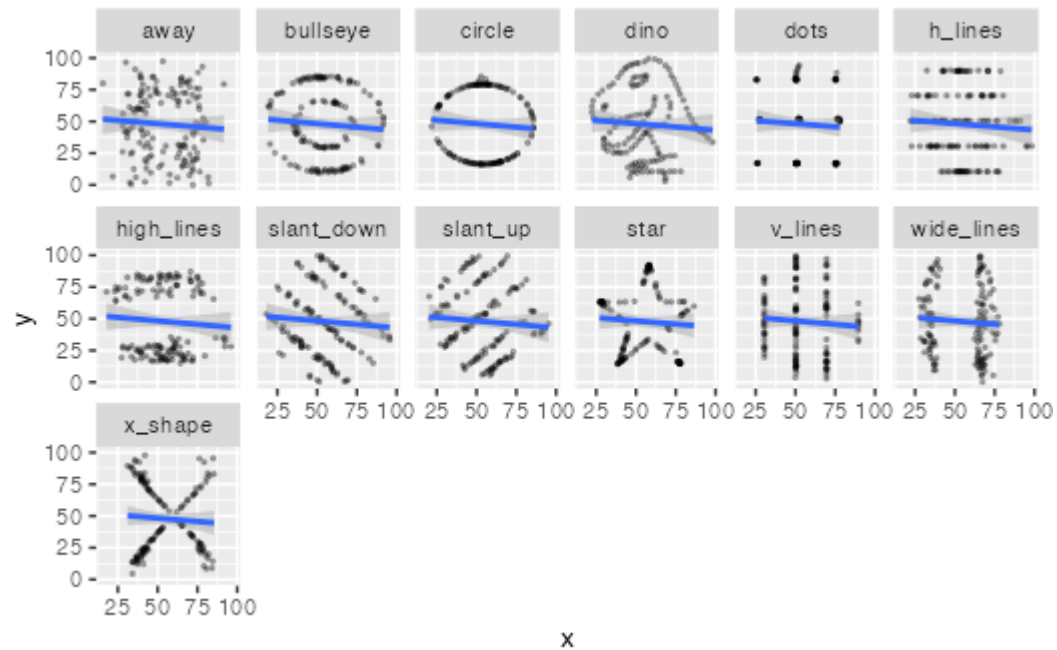 away bullseye circle dino dots h_lines
100
75
50
25
0
high_lines slant_down slant_up star v_lines wide_lines
100
75
50
25
0
y
25 50 75 100 25 50 75 100 25 50 75 100 25 50 75 100 25 50 75 100
x_shape
100
75
50
25
0
25 50 75 100
x